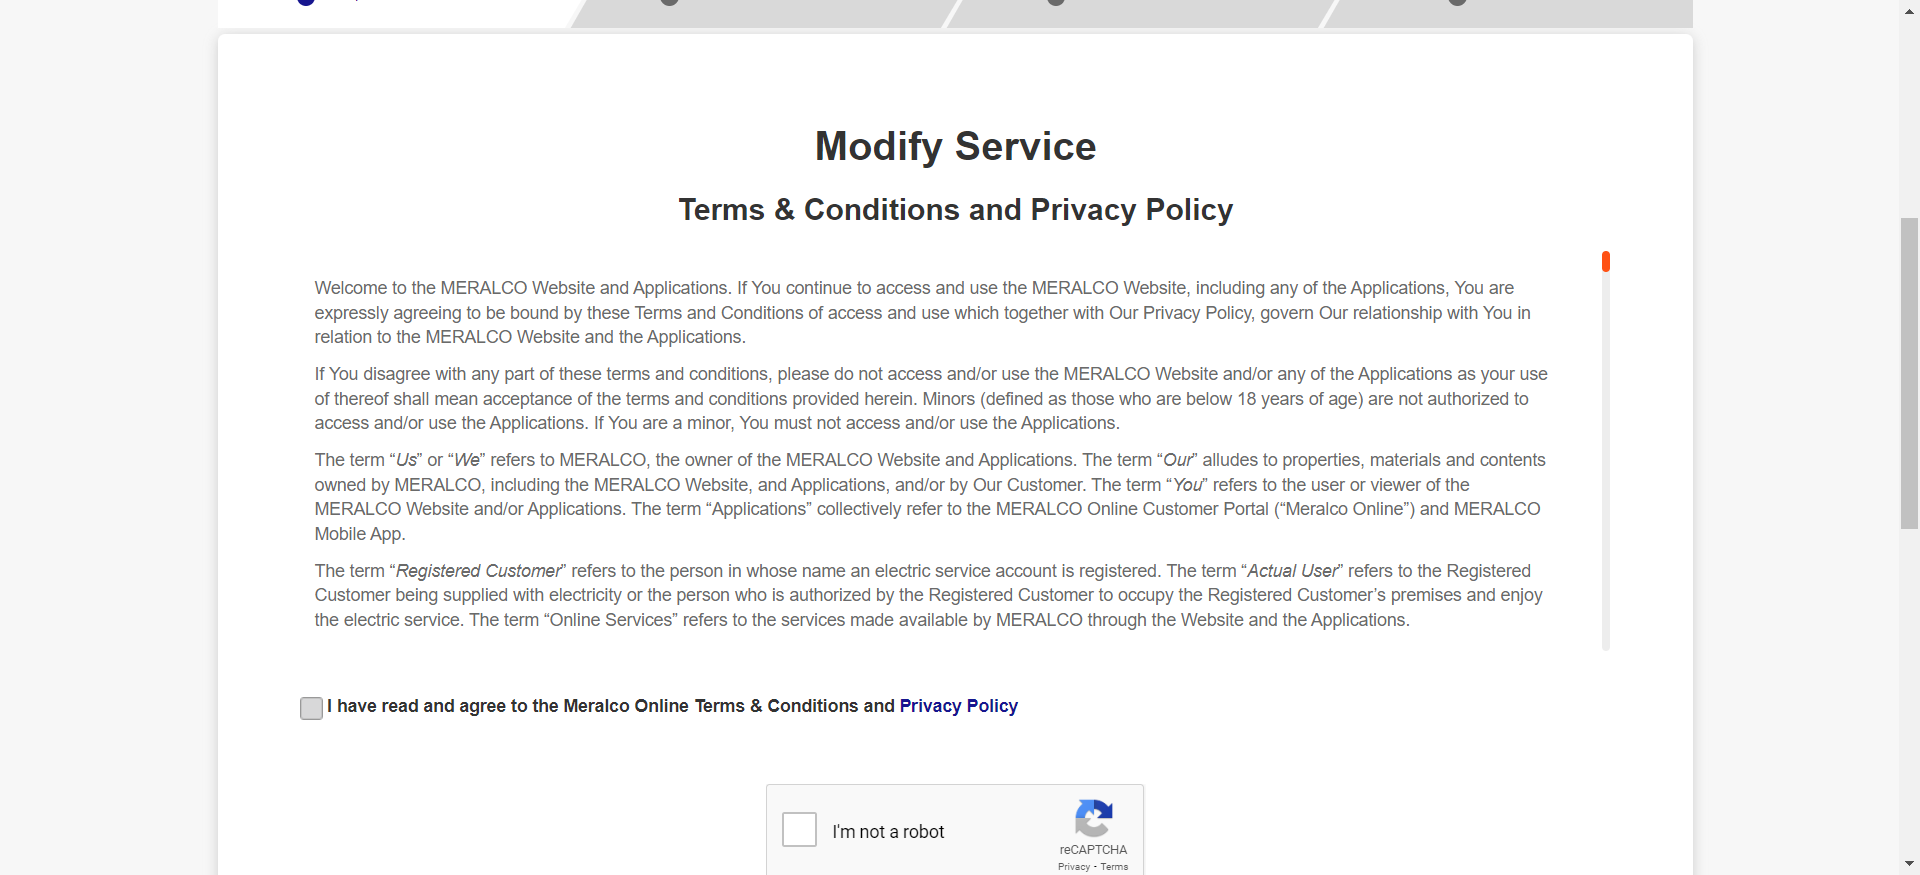 Modify Service
Terms & Conditions and Privacy Policy
Welcome to the MERALCO Website and Applications. If You continue to access and use the MERALCO Website, including any of the Applications, You are
expressly agreeing to be bound by these Terms and Conditions of access and use which together with Our Privacy Policy, govern Our relationship with You in
relation to the MERALCO Website and the Applications.
If You disagree with any part of these terms and conditions, please do not access and/or use the MERALCO Website and/or any of the Applications as your use
of thereof shall mean acceptance of the terms and conditions provided herein. Minors (defined as those who are below 18 years of age) are not authorized to
access and/or use the Applications. If You are a minor, You must not access and/or use the Applications.
The term “Us” or “We” refers to MERALCO, the owner of the MERALCO Website and Applications. The term “Our” alludes to properties, materials and contents
owned by MERALCO, including the MERALCO Website, and Applications, and/or by Our Customer. The term “You” refers to the user or viewer of the
MERALCO Website and/or Applications. The term “Applications” collectively refer to the MERALCO Online Customer Portal (“Meralco Online”) and MERALCO
Mobile App.
The term “Registered Customer” refers to the person in whose name an electric service account is registered. The term “Actual User” refers to the Registered
Customer being supplied with electricity or the person who is authorized by the Registered Customer to occupy the Registered Customer’s premises and enjoy
the electric service. The term “Online Services” refers to the services made available by MERALCO through the Website and the Applications.
I have read and agree to the Meralco Online Terms & Conditions and Privacy Policy
I'm not a robot
reCAPTCHA
Privacy - Terms